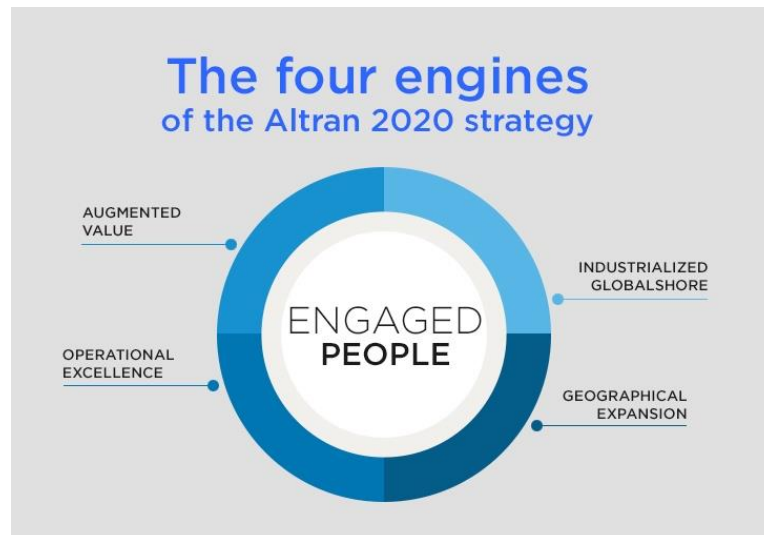 The four engines
of the Altran 2020 strategy
AUGMENTED
VALUE
INDUSTRIALIZED
GLOBALSHORE
ENGAGED
PEOPLE
OPERATIONAL
EXCELLENCE
GEOGRAPHICAL
EXPANSION